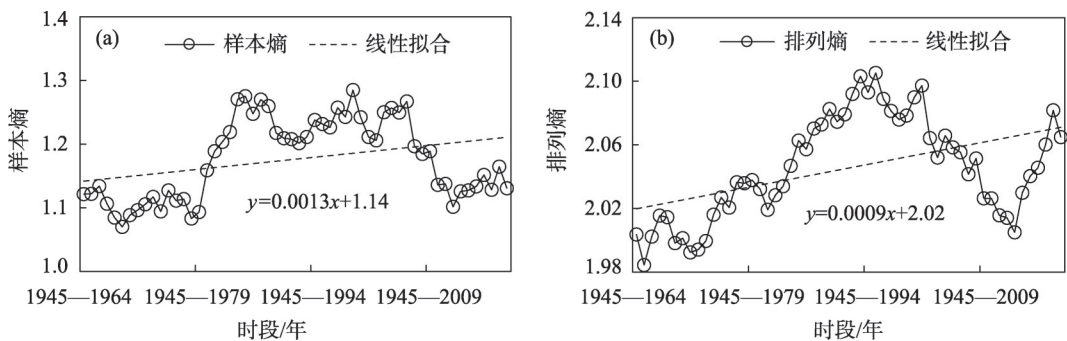 (a)
样本熵
线性拟合
1.4
1.3
1.2
1.1
1.0
样本熵
y=0.0013x+1.14
1945—1964
1945—1979
1945—1994
1945—2009
时段/年
(b)
排列熵
线性拟合
2.14
2.10
2.06
2.02
1.98
排列熵
y=0.0009x+2.02
1945—1964
1945—1979
1945—1994
1945—2009
时段/年